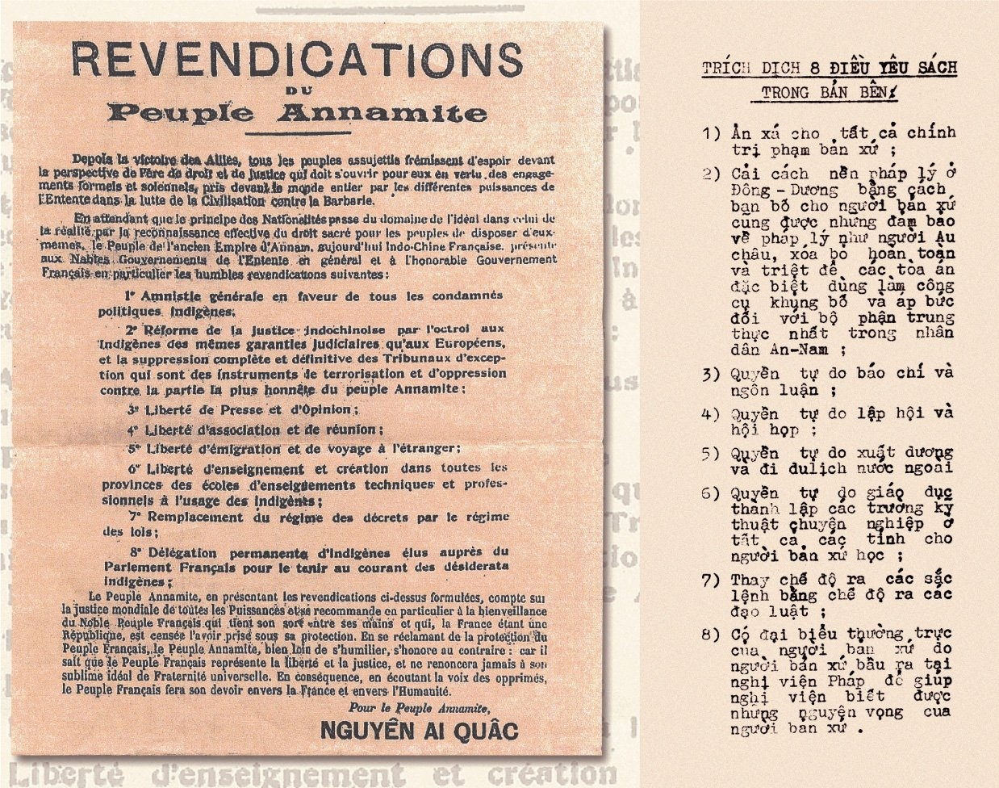 REVENDICATIONS
DU
Peuple Annamite
Depuis la victoire des Alliés, tous les peuples assujettis frémissent d'espoir devant
la perspective de l'ère de droit et de justice qui doit s'ouvrir pour eux en vertu des engage-
ments formels et solennels, pris devant le monde entier par les différentes puissances de
l'Entente dans la lutte de la Civilisation contre la Barbarie.
En attendant que le principe des Nationalités passe du domaine de l'idéal dans celui de
la réalité par la reconnaissance effective du droit sacré pour les peuples de disposer d'eux-
mêmes, le Peuple de l'ancien Empire d'Annam, aujourd'hui Indo-Chine Française, présente
aux Nobles Gouvernements de l'Entente en général et à l'honorable Gouvernement
Français en particulier les humbles revendications suivantes :
1° Amnistie générale en faveur de tous les condamnés
politiques indigènes.
2° Réforme de la justice indochinoise par l'octroi aux
Indigènes des mêmes garanties judiciaires qu'aux Européens,
et la suppression complète et définitive des Tribunaux d'excep-
tion qui sont des instruments de terrorisation et d'oppression
contre la partie la plus honnête du peuple Annamite ;
3° Liberté de Presse et d'Opinion ;
4° Liberté d'association et de réunion ;
5° Liberté d'émigration et de voyage à l'étranger ;
6° Liberté d'enseignement et création dans toutes les
provinces des écoles d'enseignements techniques et profes-
sionnels à l'usage des indigènes ;
7° Remplacement du régime des décrets par le régime
des lois ;
8° Délégation permanente d'indigènes élus auprès du
Parlement Français pour le tenir au courant des désiderata
indigènes ;
Le Peuple Annamite, en présentant les revendications ci-dessus formulées, compte sur
la justice mondiale de toutes les Puissances et se recommande en particulier à la bienveillance
du Noble Peuple Français qui tient son sort entre ses mains et qui, la France étant une
République, est censée l'avoir pris sous sa protection. En se réclamant de la protection du
Peuple Français, le Peuple Annamite, bien loin de s'humilier, s'honore au contraire : car il
sait que le Peuple Français représente la liberté et la justice, et ne renoncera jamais à son
sublime idéal de Fraternité universelle. En conséquence, en écoutant la voix des opprimés,
le Peuple Français fera son devoir envers la France et envers l'Humanité.
Pour le Peuple Annamite,
NGUYÊN AI QUÂC
TRÍCH DỊCH 8 ĐIỀU YÊU SÁCH
TRONG BẢN BÊN:
1) Ân xá cho tất cả chính
trị phạm bản xứ ;
2) Cải cách nền pháp lý ở
Đông-Dương bằng cách
ban bố cho người bản xứ
cũng được những đảm bảo
về pháp lý như người Âu
châu, xóa bỏ hoàn toàn
và triệt để các tòa án
đặc biệt dùng làm công
cụ khủng bố và áp bức
đối với bộ phận trung
thực nhất trong nhân
dân An-Nam ;
3) Quyền tự do báo chí và
ngôn luận ;
4) Quyền tự do lập hội và
hội họp ;
5) Quyền tự do xuất dương
và đi du lịch nước ngoài
6) Quyền tự do giáo dục
thành lập các trường kỹ
thuật chuyên nghiệp ở
tất cả các tỉnh cho
người bản xứ học ;
7) Thay chế độ ra các sắc
lệnh bằng chế độ ra các
đạo luật ;
8) Có đại biểu thường trực
của người bản xứ do
người bản xứ bầu ra tại
nghị viện Pháp để giúp
nghị viện biết được
những nguyện vọng của
người bản xứ .
Liberté d'enseignement et création